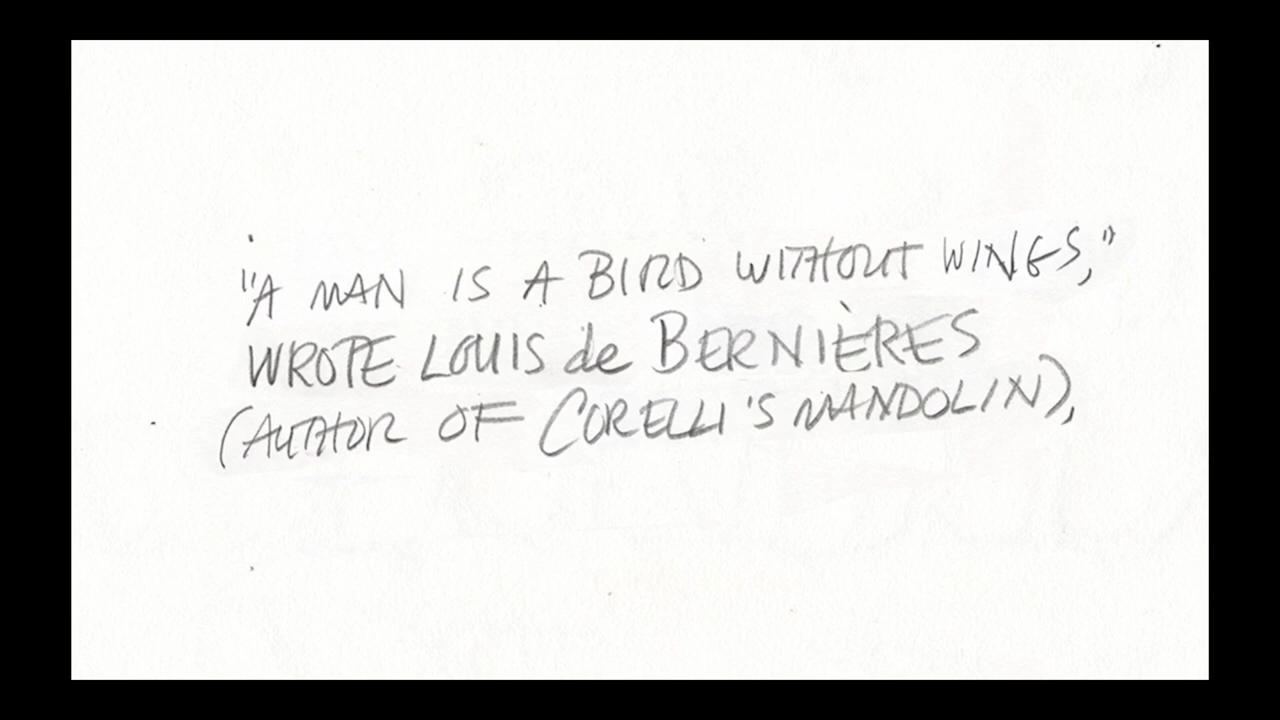 "A MAN IS A BIRD WITHOUT WINGS,"
WROTE LOUIS de BERNIÈRES
(AUTHOR OF CORELLI'S MANDOLIN),